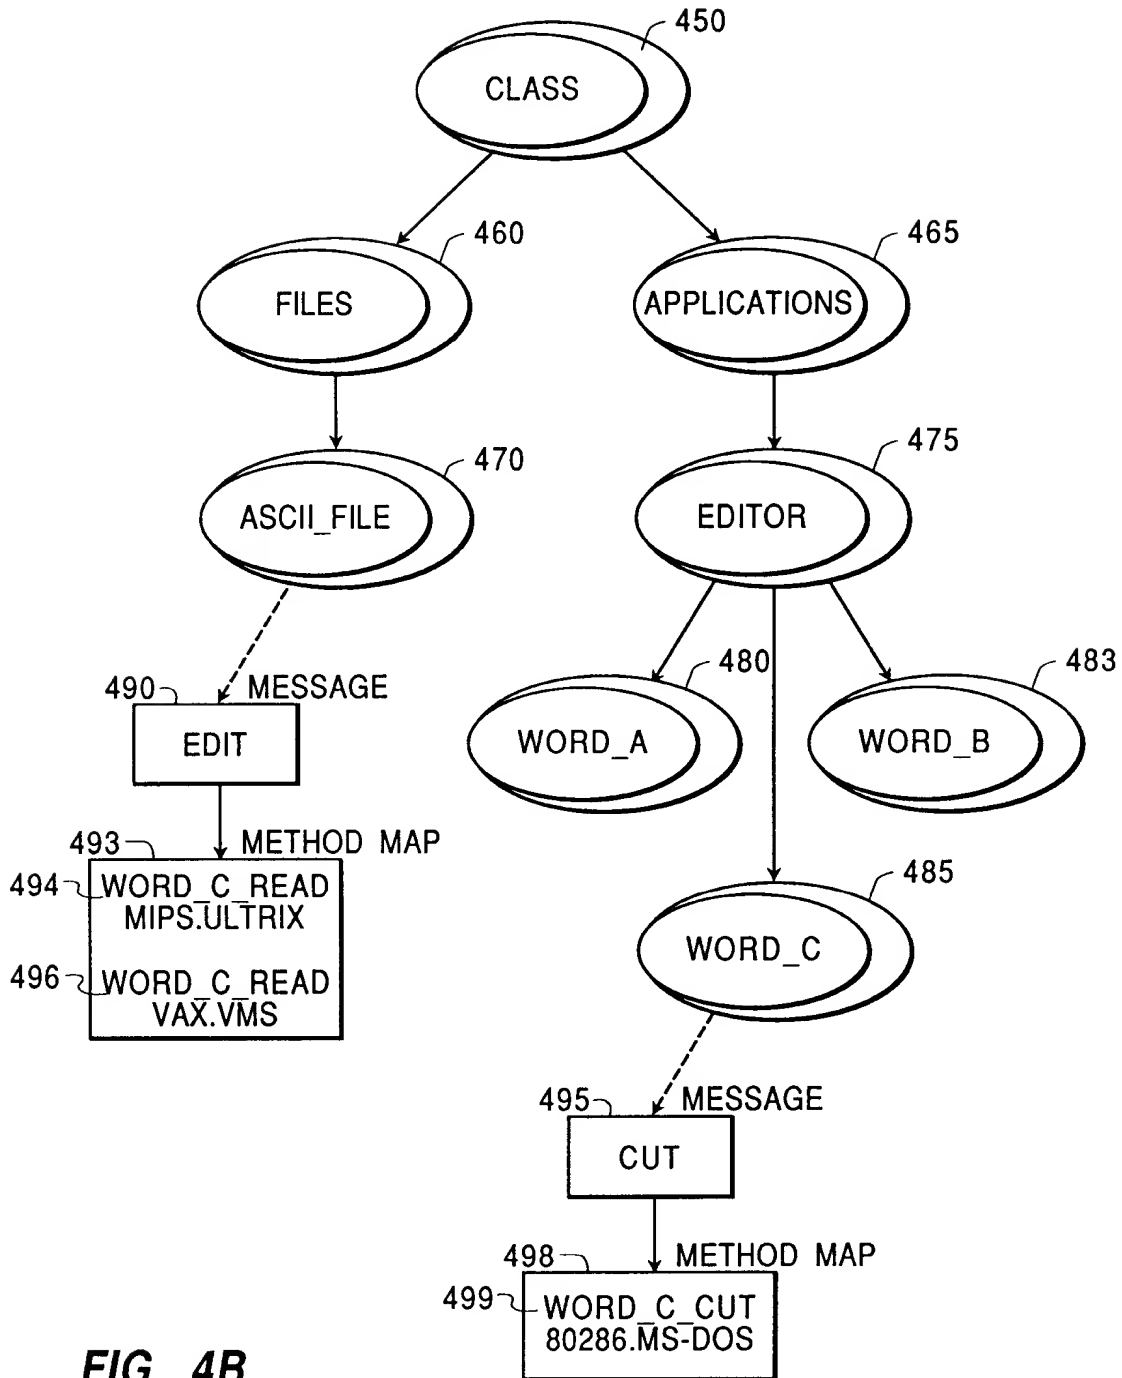 450
CLASS
460
465
FILES
APPLICATIONS
470
475
ASCII_FILE
EDITOR
480
483
490
MESSAGE
EDIT
WORD_A
WORD_B
493
METHOD MAP
494
WORD_C_READ
MIPS.ULTRIX
496
WORD_C_READ
VAX.VMS
485
WORD_C
495
MESSAGE
CUT
498
METHOD MAP
499
WORD_C_CUT
80286.MS-DOS
FIG. 4B